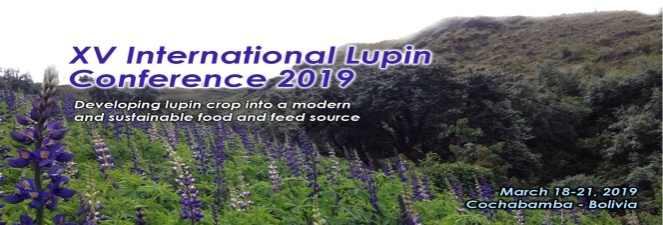 XV International Lupin
Conference 2019
Developing lupin crop into a modern
and sustainable food and feed source
March 18-21, 2019
Cochabamba - Bolivia